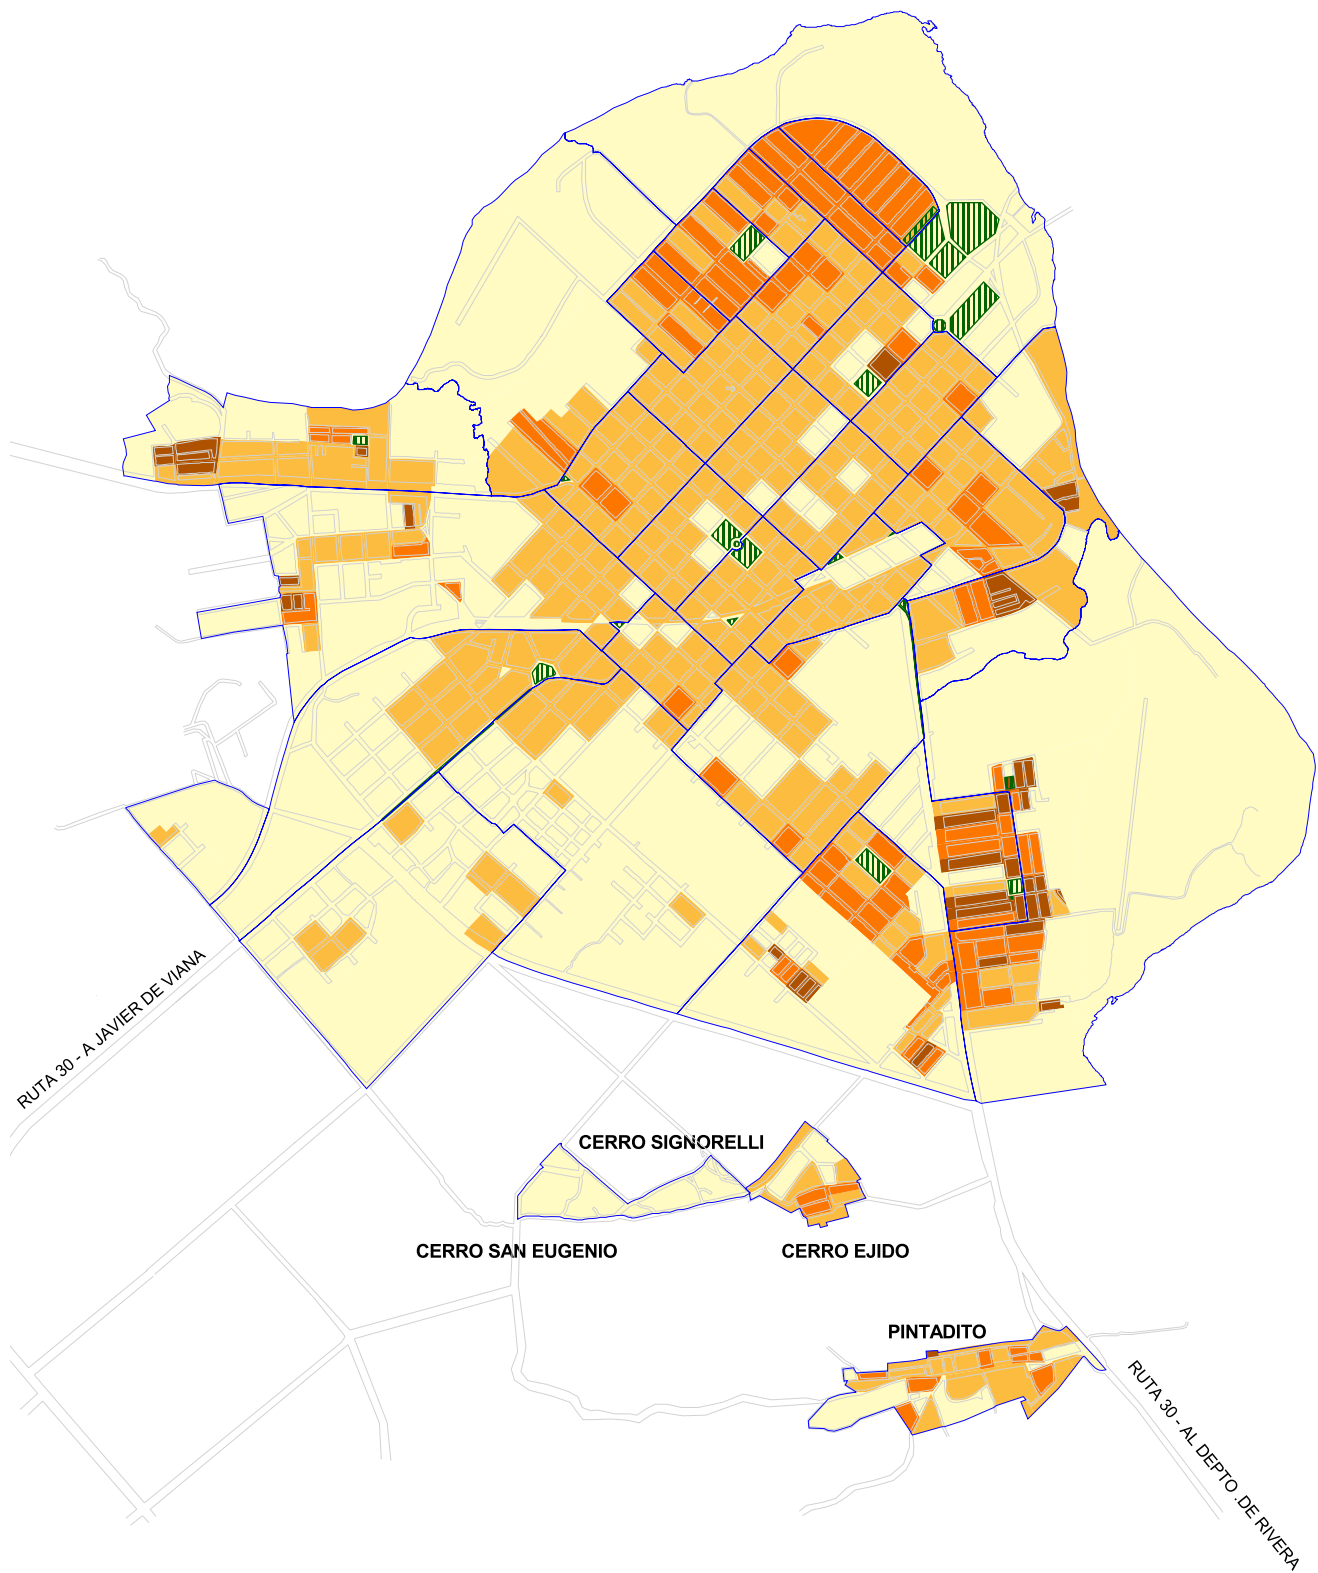 RUTA 30 - A JAVIER DE VIANA
CERRO SIGNORELLI
CERRO SAN EUGENIO
CERRO EJIDO
PINTADITO
RUTA 30 - AL DEPTO .DE RIVERA